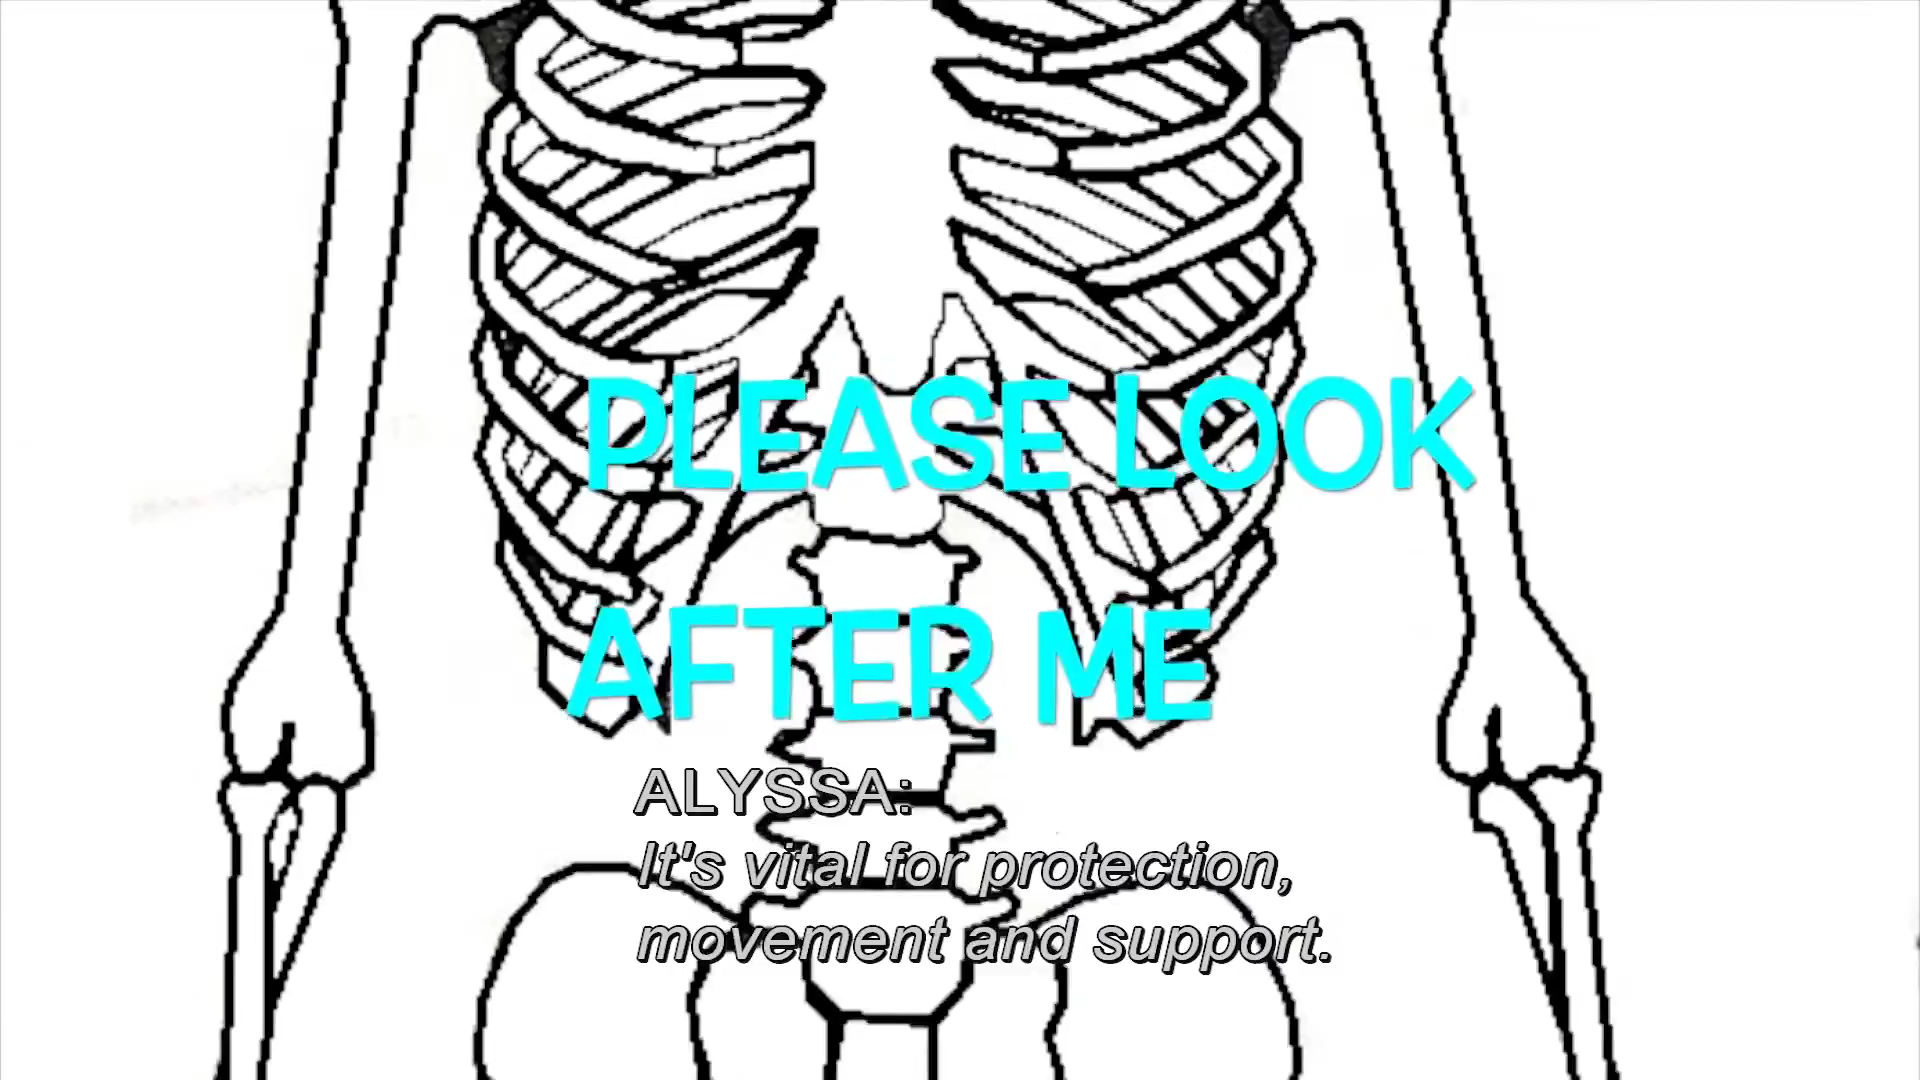 PLEASE LOOK
AFTER ME
ALYSSA:
It's vital for protection,
movement and support.